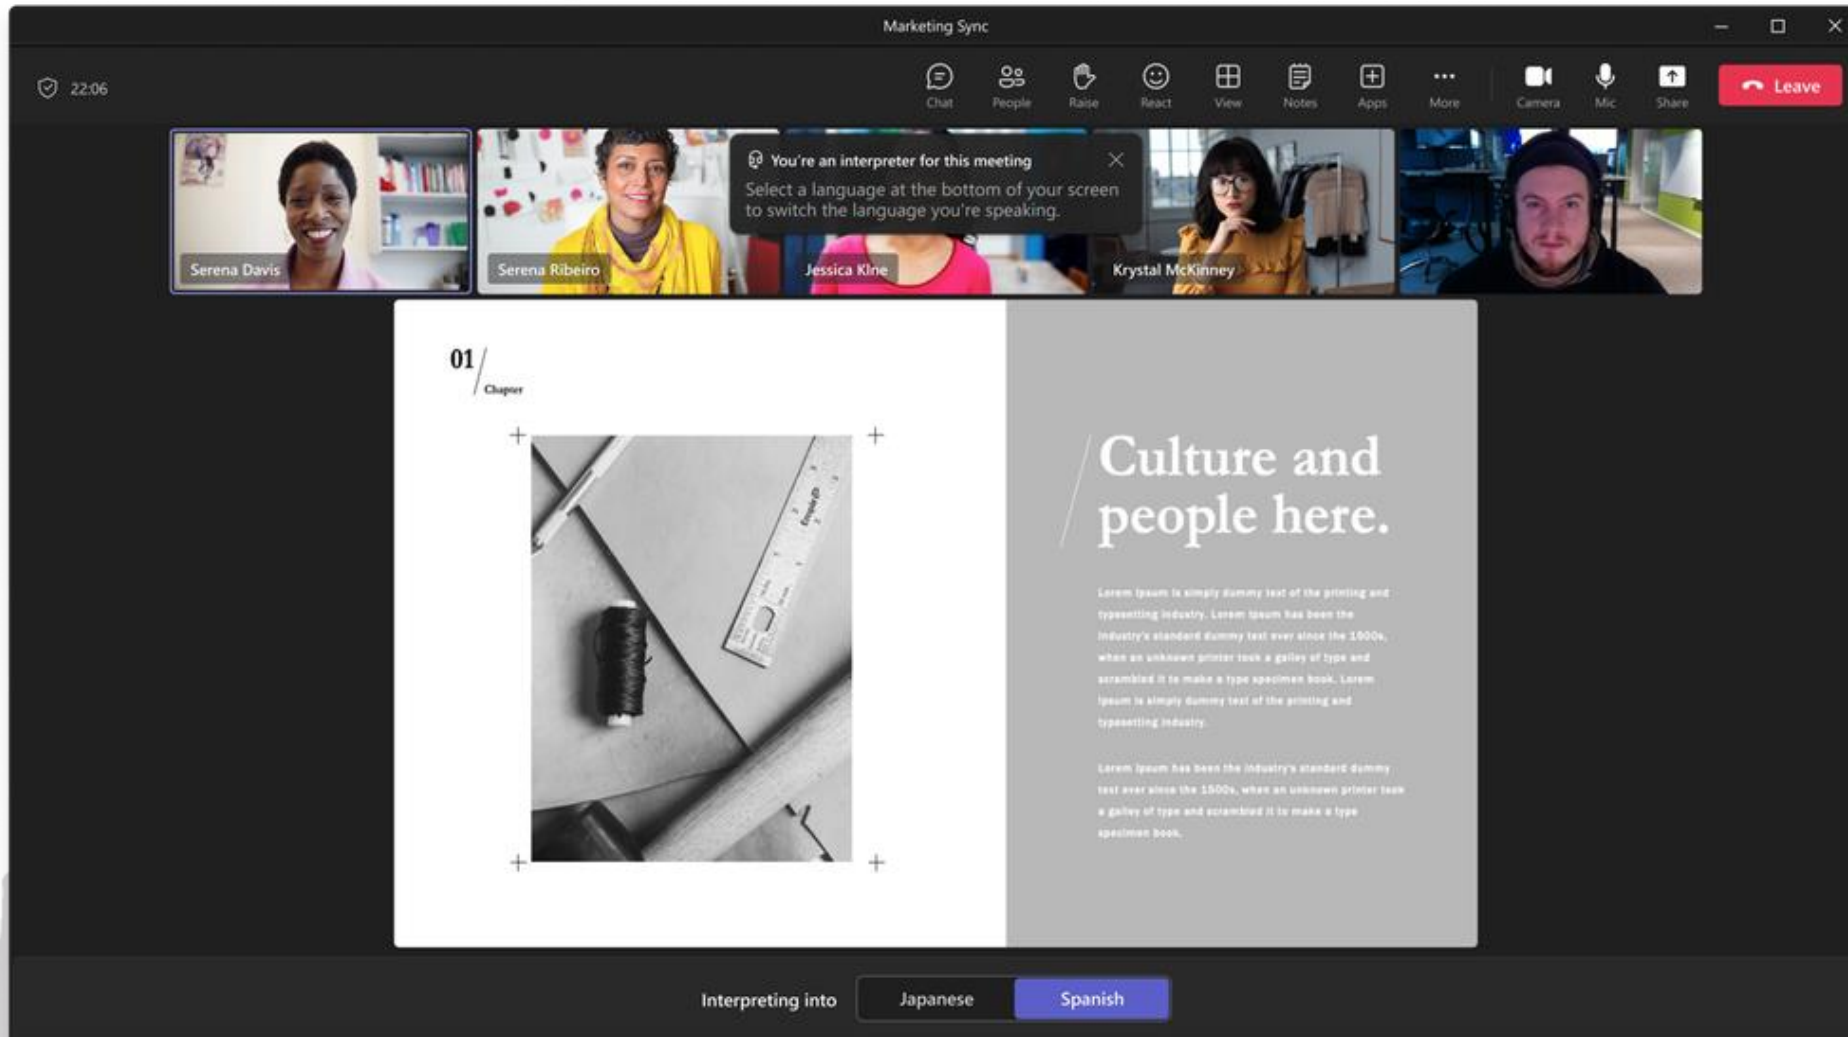 Marketing Sync
22:06
Chat
People
Raise
React
View
Notes
Apps
More
Camera
Mic
Share
Leave
You're an interpreter for this meeting
Select a language at the bottom of your screen
to switch the language you're speaking.
Serena Davis
Serena Ribeiro
Jessica Klne
Krystal McKinney
01
Chapter
Culture and
people here.
Lorem Ipsum is simply dummy text of the printing and
typesetting industry. Lorem Ipsum has been the
industry's standard dummy text ever since the 1500s,
when an unknown printer took a galley of type and
scrambled it to make a type specimen book. Lorem
Ipsum is simply dummy text of the printing and
typesetting industry.
Lorem Ipsum has been the industry's standard dummy
text ever since the 1500s, when an unknown printer took
a galley of type and scrambled it to make a type
specimen book.
Interpreting into
Japanese
Spanish